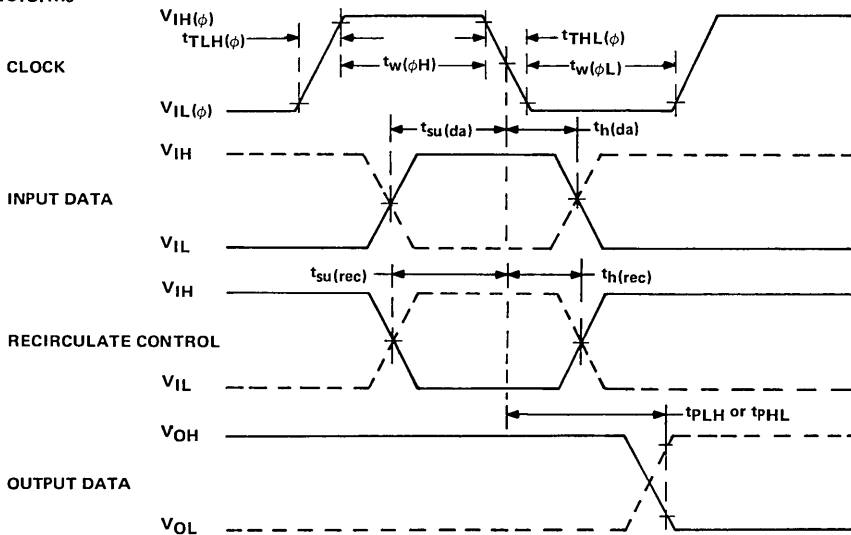 VIH(ϕ)
tTLH(ϕ)
tTHL(ϕ)
CLOCK
tw(ϕH)
tw(ϕL)
VIL(ϕ)
tsu(da)
th(da)
VIH
INPUT DATA
VIL
tsu(rec)
th(rec)
VIH
RECIRCULATE CONTROL
VIL
tPLH or tPHL
VOH
OUTPUT DATA
VOL